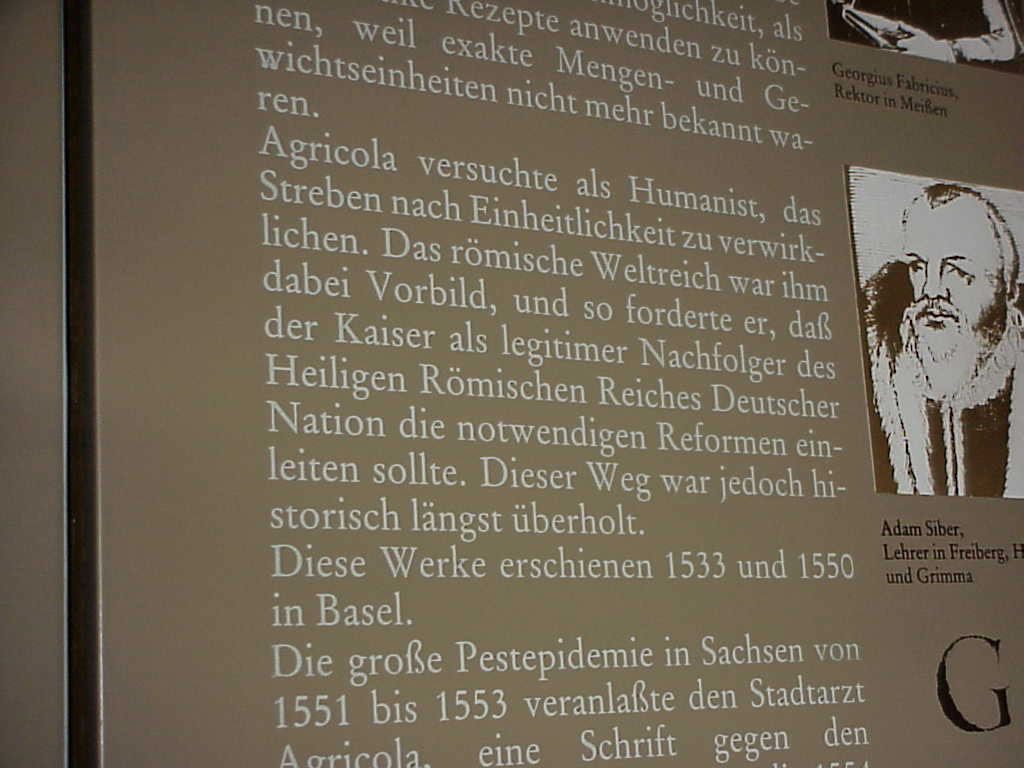 Rezepte anwenden zu kön-
nen, weil exakte Mengen- und Ge-
wichtseinheiten nicht mehr bekannt wa-
ren.
Agricola versuchte als Humanist, das
Streben nach Einheitlichkeit zu verwirk-
lichen. Das römische Weltreich war ihm
dabei Vorbild, und so forderte er, daß
der Kaiser als legitimer Nachfolger des
Heiligen Römischen Reiches Deutscher
Nation die notwendigen Reformen ein-
leiten sollte. Dieser Weg war jedoch hi-
storisch längst überholt.
Diese Werke erschienen 1533 und 1550
in Basel.
Die große Pestepidemie in Sachsen von
1551 bis 1553 veranlaßte den Stadtarzt
Agricola, eine Schrift gegen den
Georgius Fabricius,
Rektor in Meißen
Adam Siber,
Lehrer in Freiberg, H
und Grimma
G